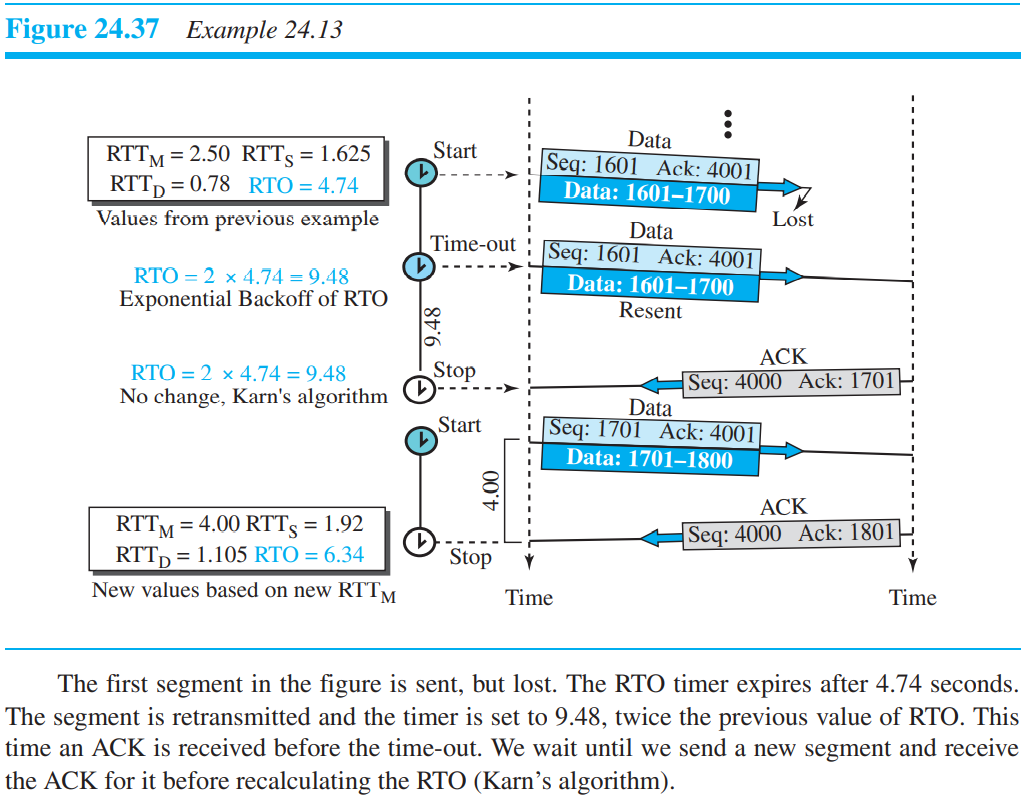 Figure 24.37 Example 24.13
Data
RTTM = 2.50 RTTS = 1.625
RTTD = 0.78 RTO = 4.74
Values from previous example
Start
Seq: 1601 Ack: 4001
Data: 1601–1700
Lost
Data
Time-out
Seq: 1601 Ack: 4001
Data: 1601–1700
Resent
RTO = 2 × 4.74 = 9.48
Exponential Backoff of RTO
9.48
ACK
Seq: 4000 Ack: 1701
RTO = 2 × 4.74 = 9.48
No change, Karn's algorithm
Stop
Data
Start
Seq: 1701 Ack: 4001
Data: 1701–1800
4.00
ACK
Seq: 4000 Ack: 1801
RTTM = 4.00 RTTS = 1.92
RTTD = 1.105 RTO = 6.34
New values based on new RTTM
Stop
Time
Time
The first segment in the figure is sent, but lost. The RTO timer expires after 4.74 seconds.
The segment is retransmitted and the timer is set to 9.48, twice the previous value of RTO. This
time an ACK is received before the time-out. We wait until we send a new segment and receive
the ACK for it before recalculating the RTO (Karn’s algorithm).